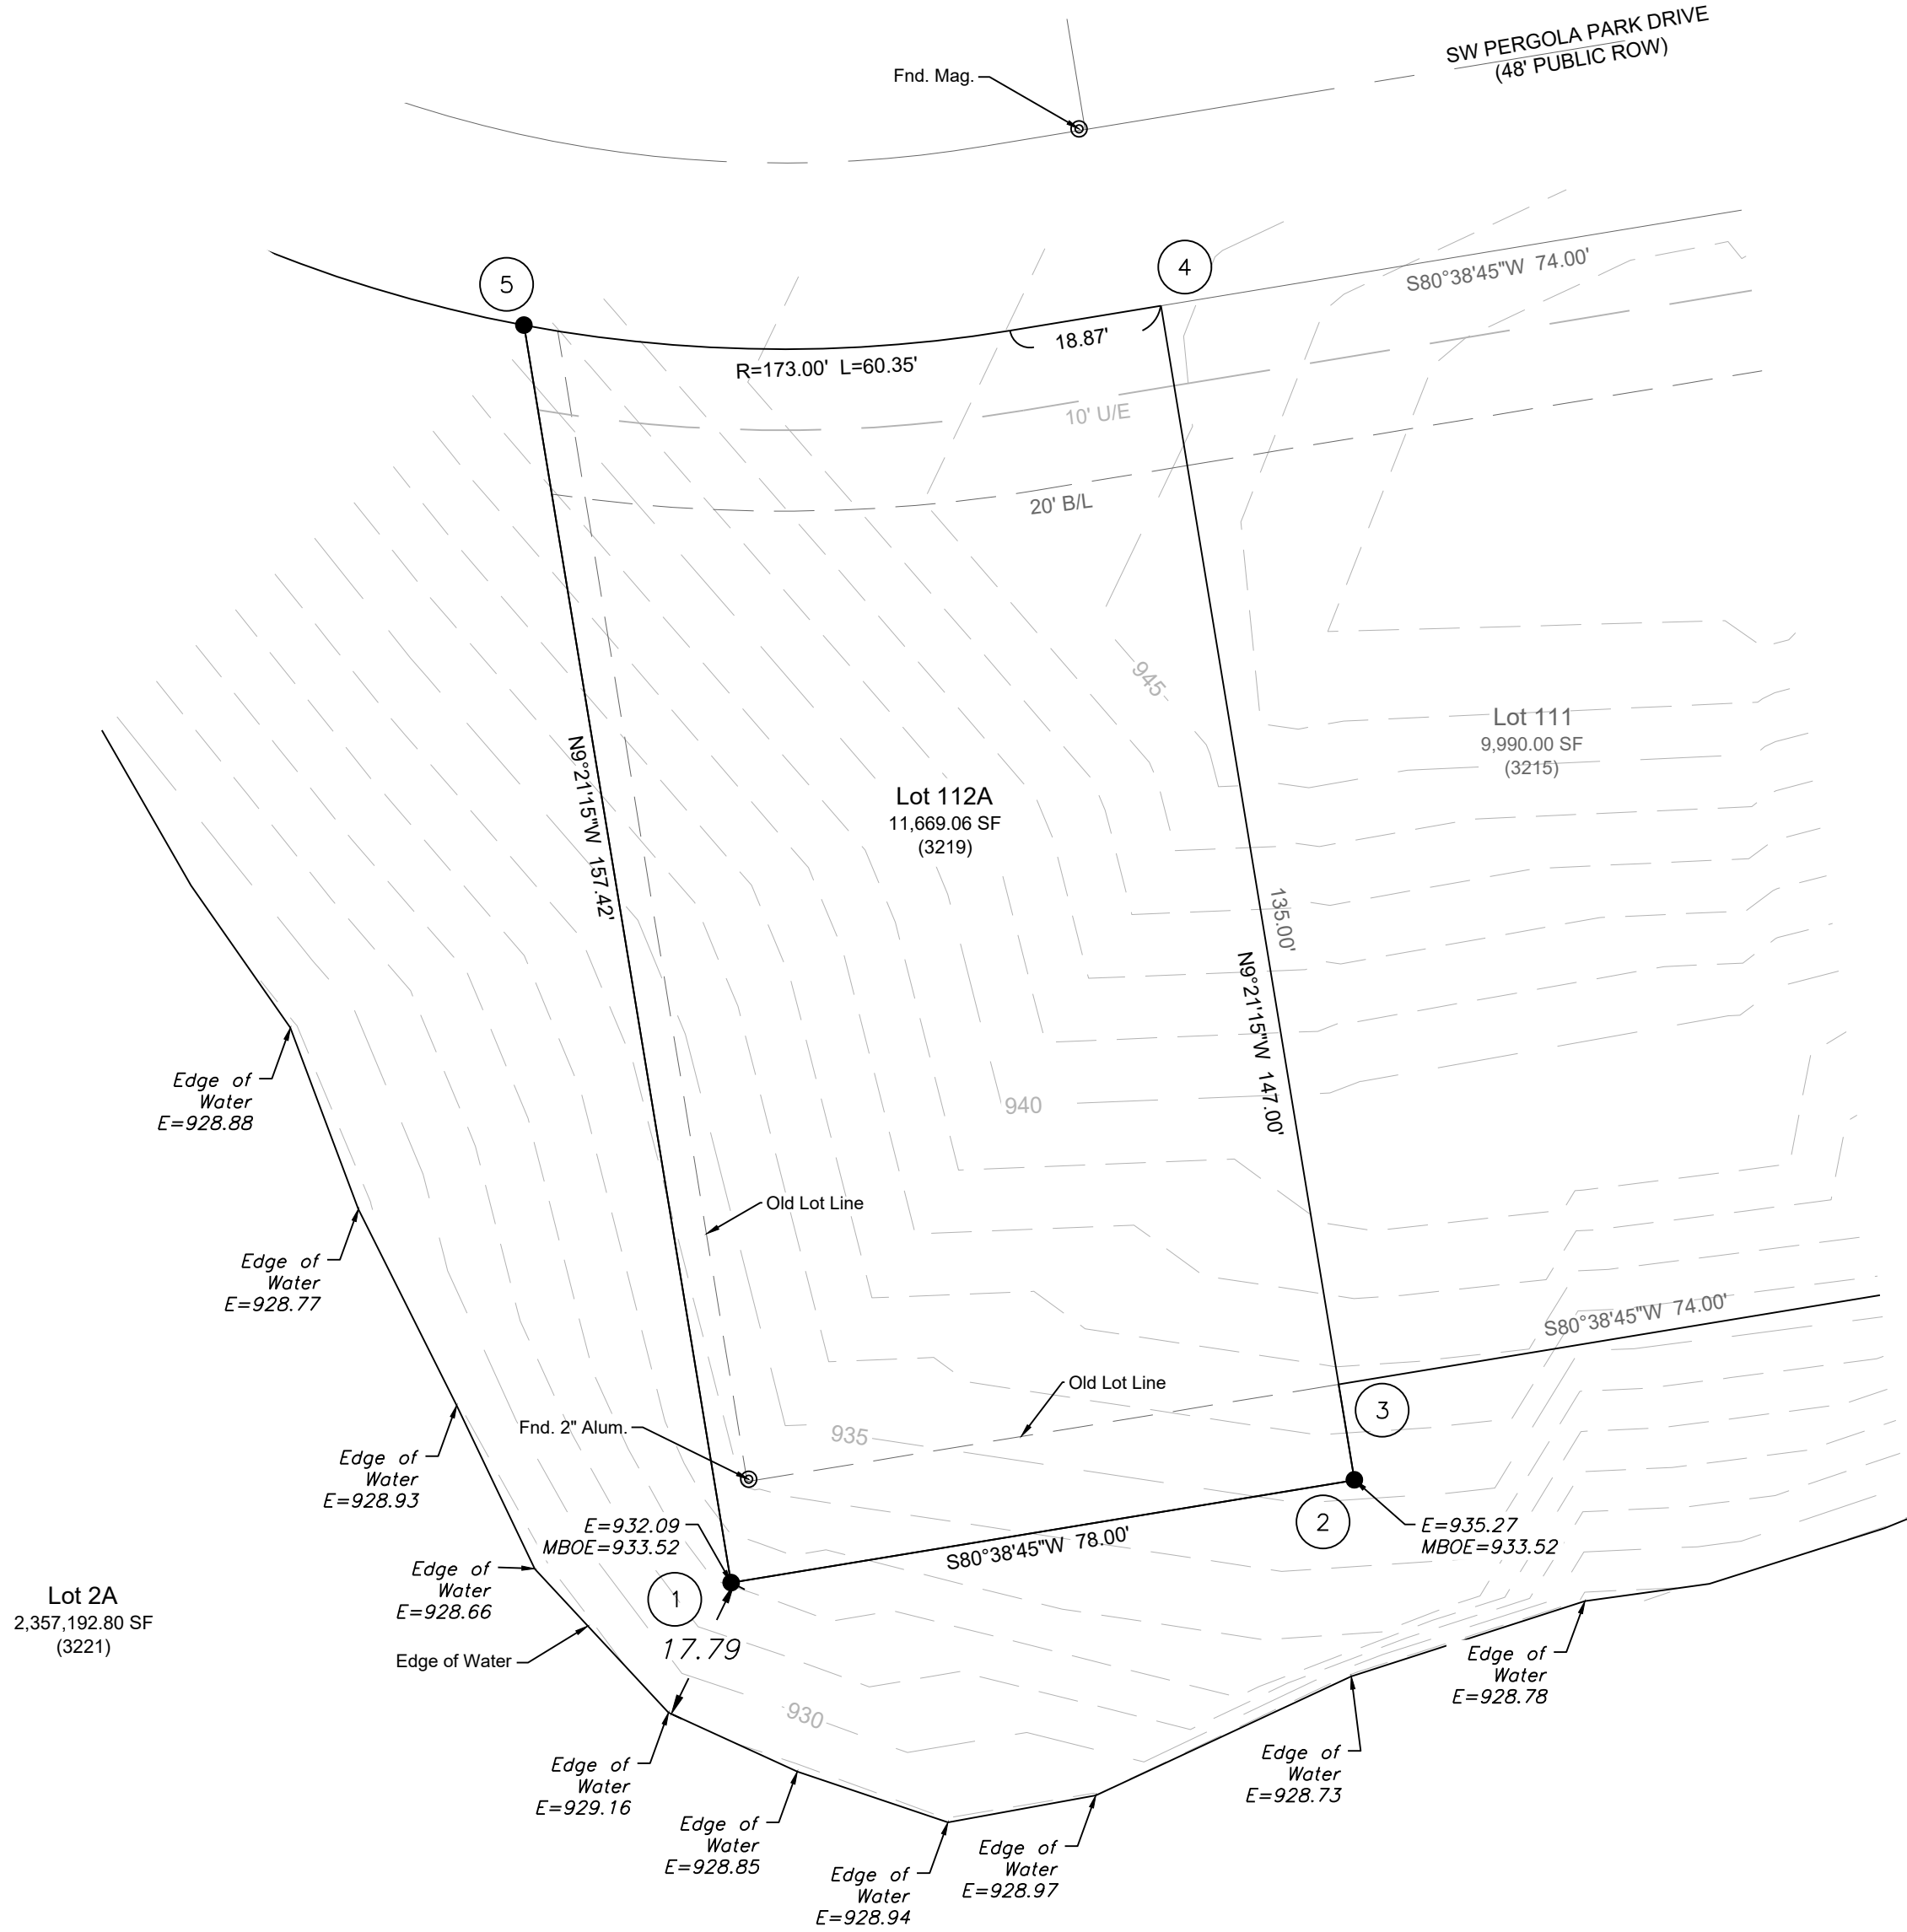 SW PERGOLA PARK DRIVE
(48' PUBLIC ROW)
Fnd. Mag.
5
4
S80°38'45"W 74.00'
18.87'
R=173.00' L=60.35'
10' U/E
20' B/L
945
Lot 111
9,990.00 SF
(3215)
N9°21'15"W 157.42'
Lot 112A
11,669.06 SF
(3219)
135.00'
N9°21'15"W 147.00'
940
Edge of
Water
E=928.88
Old Lot Line
Edge of
Water
E=928.77
S80°38'45"W 74.00'
Old Lot Line
3
Fnd. 2" Alum.
935
Edge of
Water
E=928.93
E=932.09
MBOE=933.52
2
E=935.27
MBOE=933.52
S80°38'45"W 78.00'
Edge of
Water
E=928.66
Lot 2A
2,357,192.80 SF
(3221)
1
17.79
Edge of Water
Edge of
Water
E=928.78
930
Edge of
Water
E=928.73
Edge of
Water
E=929.16
Edge of
Water
E=928.85
Edge of
Water
E=928.97
Edge of
Water
E=928.94